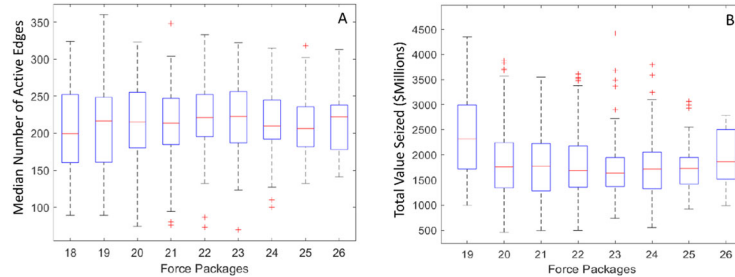 A
Median Number of Active Edges
350
300
250
200
150
100
18 19 20 21 22 23 24 25 26
Force Packages
B
Total Value Seized ($Millions)
4500
4000
3500
3000
2500
2000
1500
1000
500
18 19 20 21 22 23 24 25 26
Force Packages